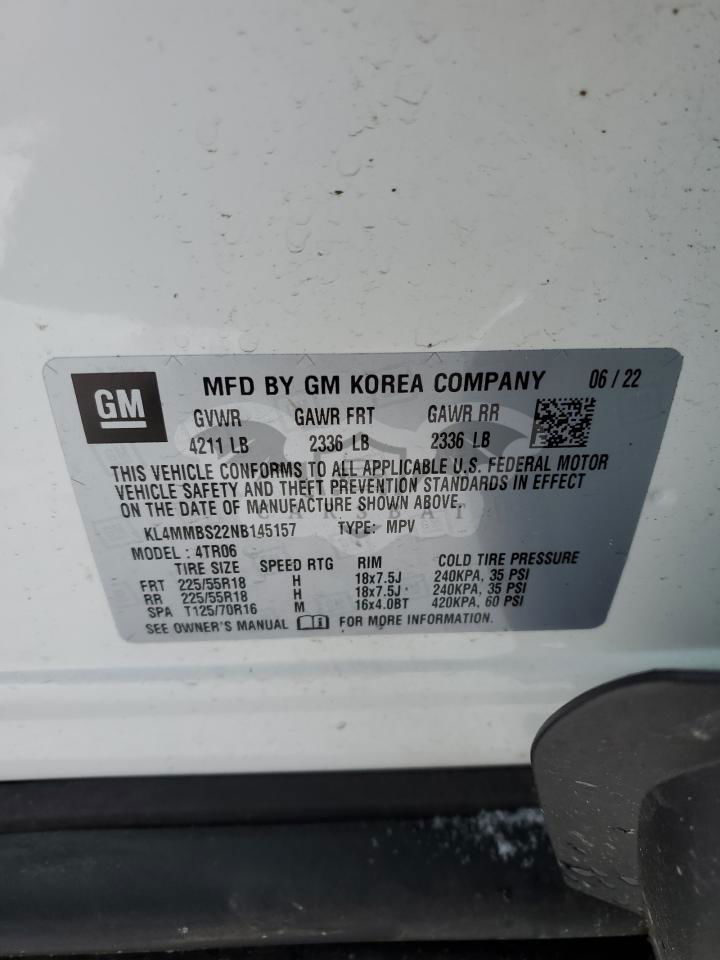 GM MFD BY GM KOREA COMPANY 06 / 22
GVWR GAWR FRT GAWR RR
4211 LB 2336 LB 2336 LB
THIS VEHICLE CONFORMS TO ALL APPLICABLE U.S. FEDERAL MOTOR
VEHICLE SAFETY AND THEFT PREVENTION STANDARDS IN EFFECT
ON THE DATE OF MANUFACTURE SHOWN ABOVE.
CARSBAT
KL4MMBS22NB145157 TYPE: MPV
MODEL : 4TR06
TIRE SIZE SPEED RTG RIM COLD TIRE PRESSURE
FRT 225/55R18 H 18x7.5J 240KPA, 35 PSI
RR 225/55R18 H 18x7.5J 240KPA, 35 PSI
SPA T125/70R16 M 16x4.0BT 420KPA, 60 PSI
SEE OWNER'S MANUAL FOR MORE INFORMATION.